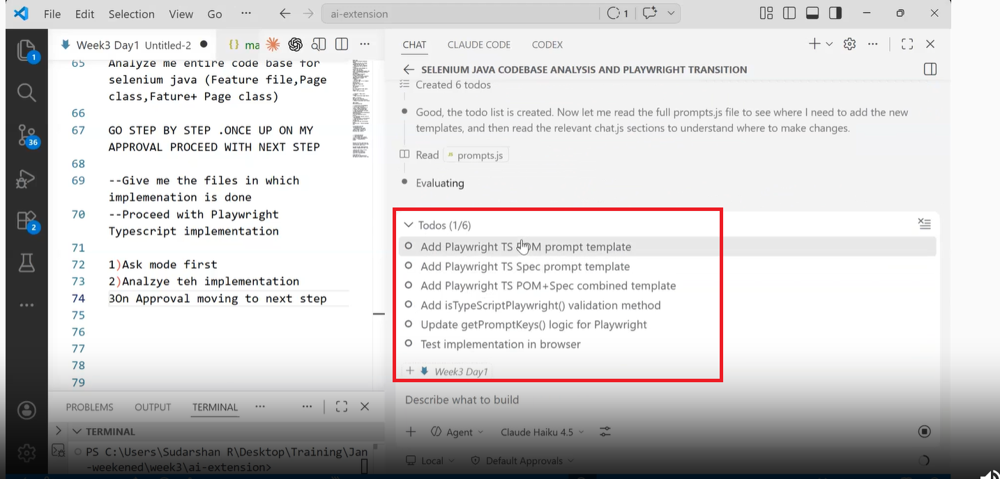 File Edit Selection View Go ··· ai-extension 1
Week3 Day1 Untitled-2 {} ma
CHAT CLAUDE CODE CODEX
SELENIUM JAVA CODEBASE ANALYSIS AND PLAYWRIGHT TRANSITION
65 Analyze me entire code base for
selenium java (Feature file,Page
class,Fature+ Page class)
66
67 GO STEP BY STEP .ONCE UP ON MY
APPROVAL PROCEED WITH NEXT STEP
68
69 --Give me the files in which
implemenation is done
70 --Proceed with Playwright
Typescript implementation
71
72 1)Ask mode first
73 2)Analzye teh implementation
74 3On Approval moving to next step
75
76
77
78
79
1
36
2
Created 6 todos
Good, the todo list is created. Now let me read the full prompts.js file to see where I need to add the new
templates, and then read the relevant chat.js sections to understand where to make changes.
Read JS prompts.js
Evaluating
Todos (1/6)
Add Playwright TS POM prompt template
Add Playwright TS Spec prompt template
Add Playwright TS POM+Spec combined template
Add isTypeScriptPlaywright() validation method
Update getPromptKeys() logic for Playwright
Test implementation in browser
+ Week3 Day1
Describe what to build
+ Agent Claude Haiku 4.5
Local Default Approvals
PROBLEMS OUTPUT TERMINAL ···
TERMINAL
PS C:\Users\Sudarshan R\Desktop\Training\Jan
-weekened\week3\ai-extension>